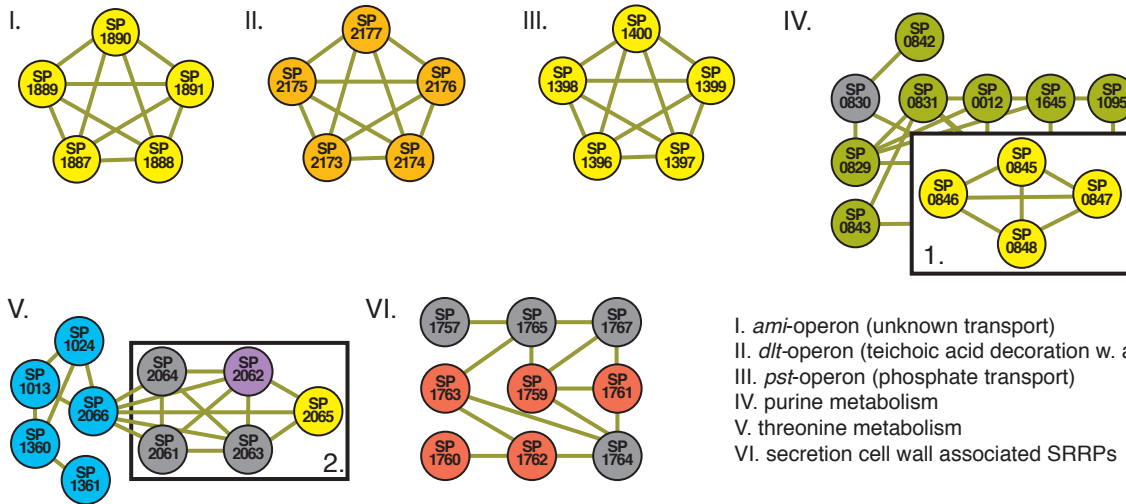 I.
II.
III.
IV.
SP 1890
SP 1889
SP 1891
SP 1887
SP 1888
SP 2177
SP 2175
SP 2176
SP 2173
SP 2174
SP 1400
SP 1398
SP 1399
SP 1396
SP 1397
SP 0842
SP 0830
SP 0831
SP 0012
SP 1645
SP 1095
SP 0829
SP 0843
SP 0845
SP 0846
SP 0847
SP 0848
1.
V.
SP 1024
SP 1013
SP 2066
SP 1360
SP 1361
SP 2064
SP 2062
SP 2065
SP 2061
SP 2063
2.
VI.
SP 1757
SP 1765
SP 1767
SP 1763
SP 1759
SP 1761
SP 1760
SP 1762
SP 1764
I. ami-operon (unknown transport)
II. dlt-operon (teichoic acid decoration w. a
III. pst-operon (phosphate transport)
IV. purine metabolism
V. threonine metabolism
VI. secretion cell wall associated SRRPs